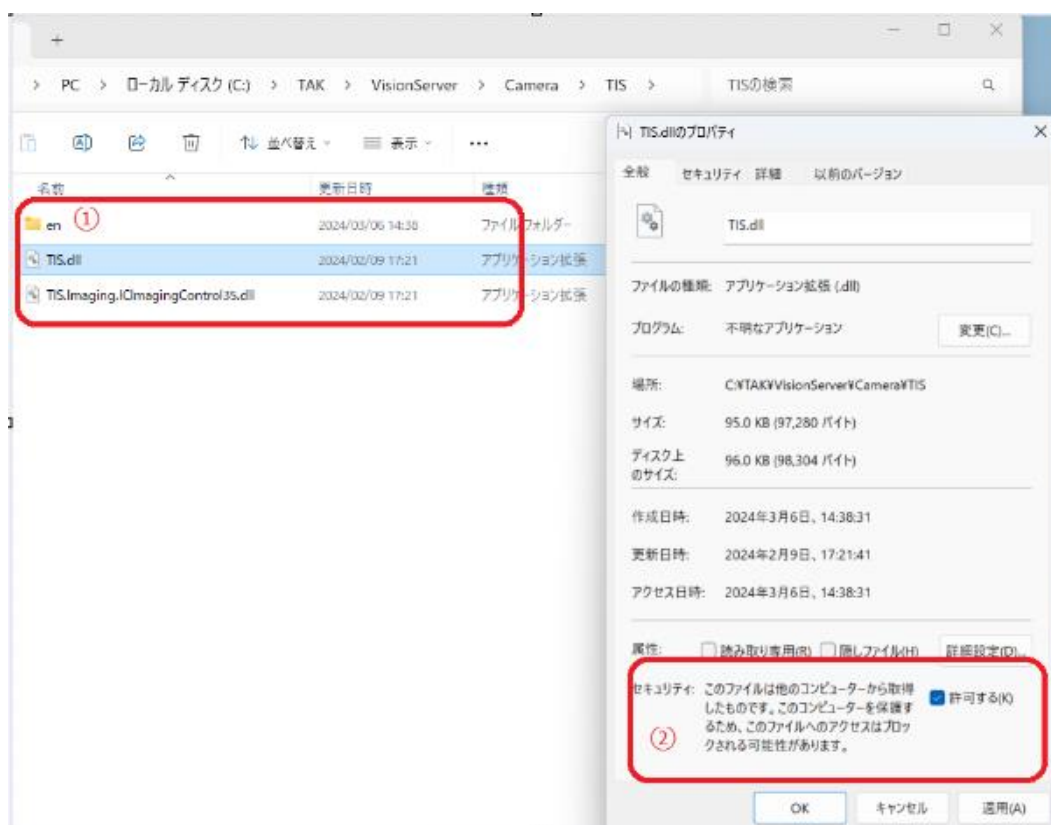 PC > ローカル ディスク (C:) > TAK > VisionServer > Camera > TIS >
TISの検索
並べ替え
表示
名前
更新日時
種類
①
en
2024/03/06 14:38
ファイル フォルダー
TIS.dll
2024/02/09 17:21
アプリケーション拡張
TIS.Imaging.ICImagingControl35.dll
2024/02/09 17:21
アプリケーション拡張
TIS.dllのプロパティ
全般 セキュリティ 詳細 以前のバージョン
TIS.dll
ファイルの種類: アプリケーション拡張 (.dll)
プログラム: 不明なアプリケーション 変更(C)...
場所: C:¥TAK¥VisionServer¥Camera¥TIS
サイズ: 95.0 KB (97,280 バイト)
ディスク上
のサイズ:
96.0 KB (98,304 バイト)
作成日時: 2024年3月6日、14:38:31
更新日時: 2024年2月9日、17:21:41
アクセス日時: 2024年3月6日、14:38:31
属性: 読み取り専用(R) 隠しファイル(H) 詳細設定(D)...
セキュリティ: このファイルは他のコンピューターから取得
したものです。このコンピューターを保護す
るため、このファイルへのアクセスはブロッ
クされる可能性があります。
許可する(K)
②
OK キャンセル 適用(A)